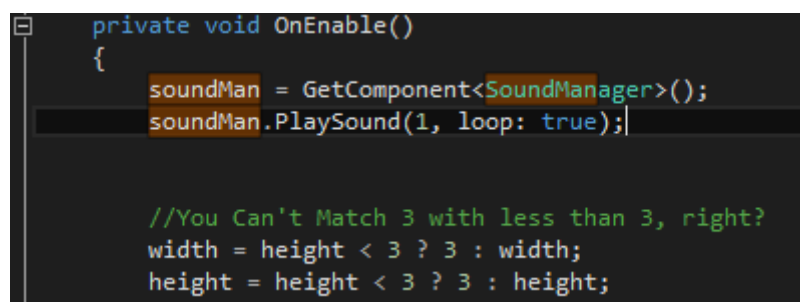 private void OnEnable()
{
soundMan = GetComponent<SoundManager>();
soundMan.PlaySound(1, loop: true);
//You Can't Match 3 with less than 3, right?
width = height < 3 ? 3 : width;
height = height < 3 ? 3 : height;